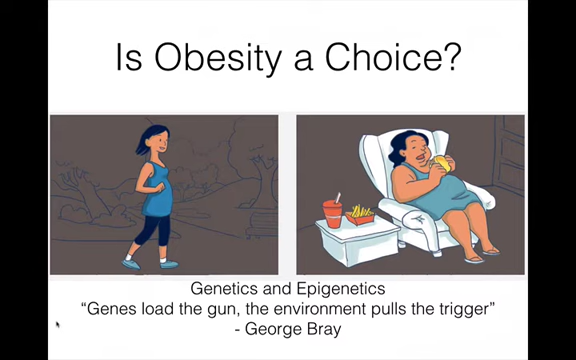 Is Obesity a Choice?
Genetics and Epigenetics
“Genes load the gun, the environment pulls the trigger”
- George Bray